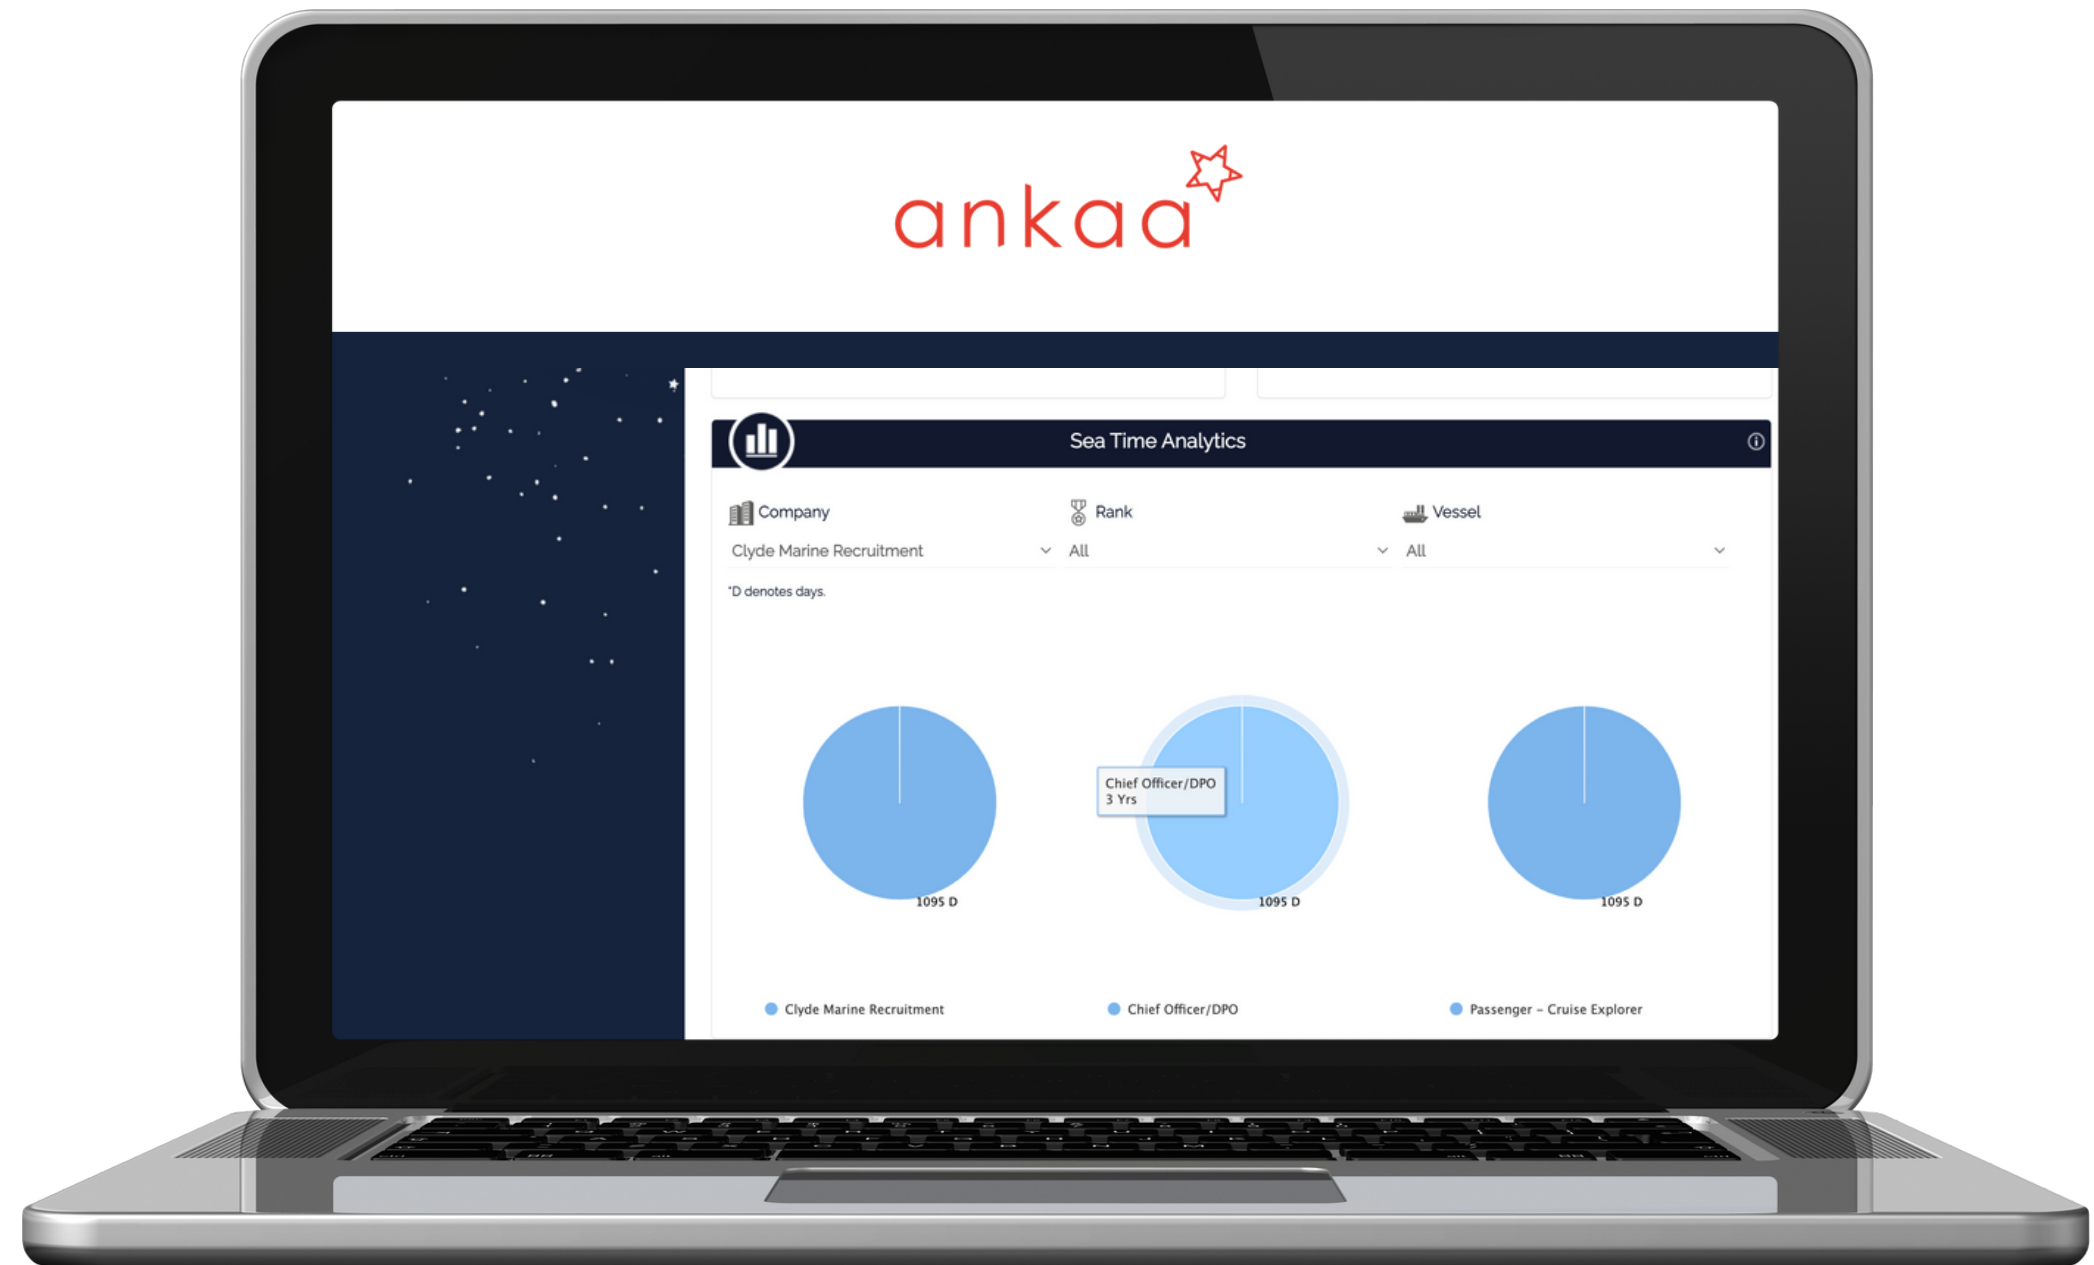 ankaa
Sea Time Analytics
Company
Rank
Vessel
Clyde Marine Recruitment
All
All
*D denotes days.
Chief Officer/DPO
3 Yrs
1095 D
1095 D
1095 D
Clyde Marine Recruitment
Chief Officer/DPO
Passenger – Cruise Explorer